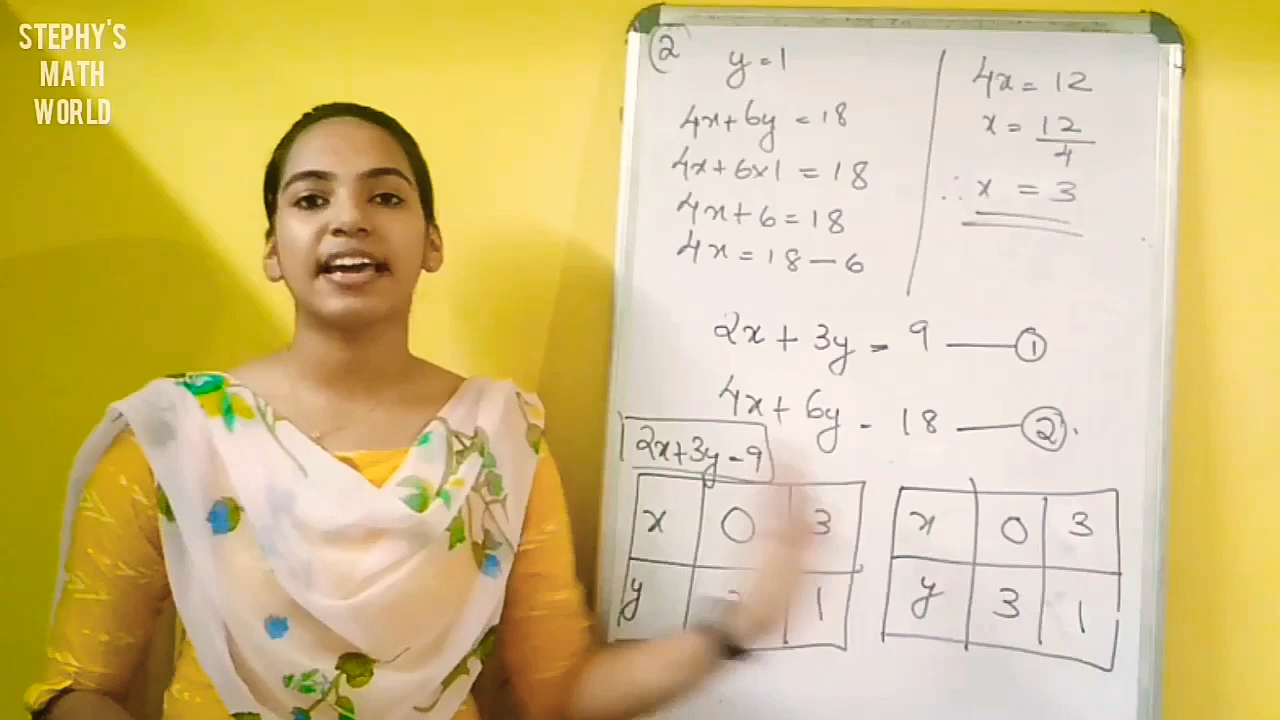 STEPHY'S
MATH
WORLD
(2)
y = 1
4x + 6y = 18
4x + 6x1 = 18
4x + 6 = 18
4x = 18 - 6
4x = 12
x = 12/4
∴ x = 3
2x + 3y = 9 — ①
4x + 6y - 18 — ②.
2x+3y-9
x 0 3
y 1
x 0 3
y 3 1